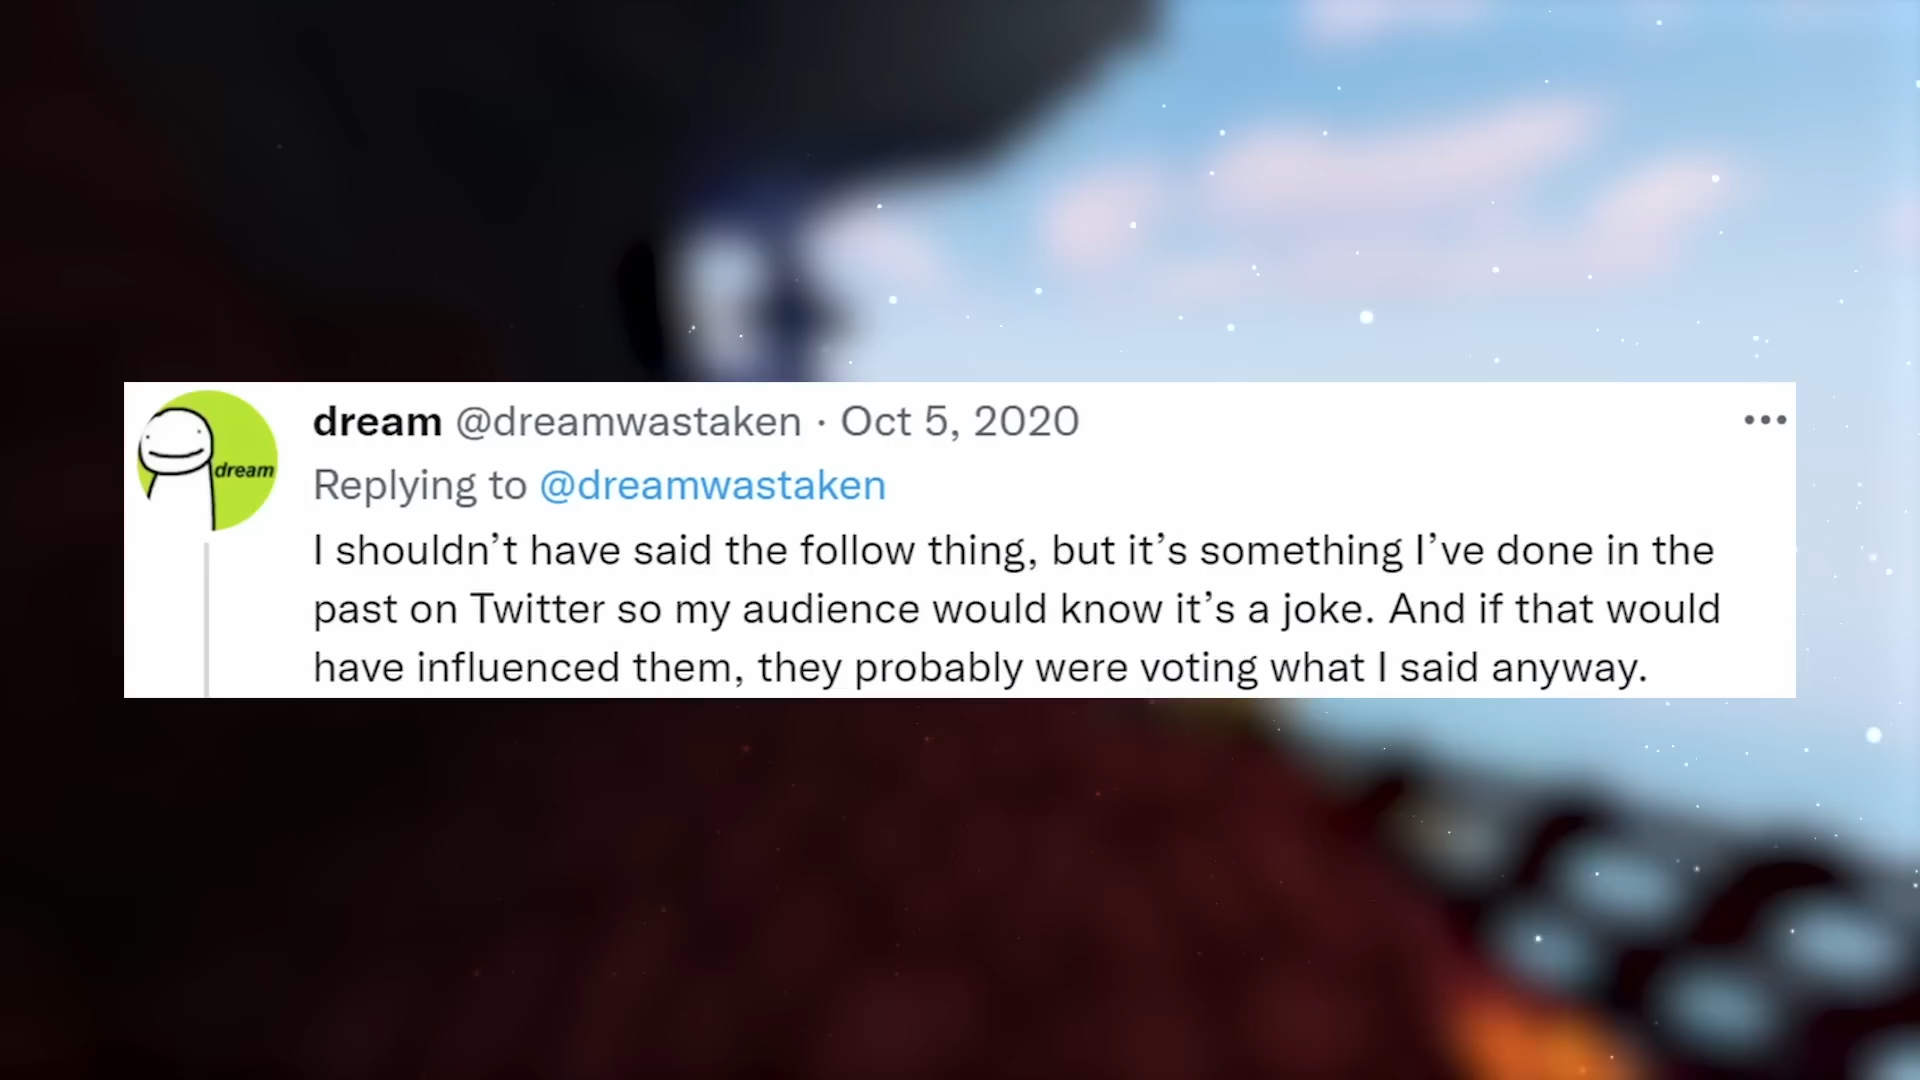 dream @dreamwastaken · Oct 5, 2020
Replying to @dreamwastaken
dream
I shouldn’t have said the follow thing, but it’s something I’ve done in the
past on Twitter so my audience would know it’s a joke. And if that would
have influenced them, they probably were voting what I said anyway.